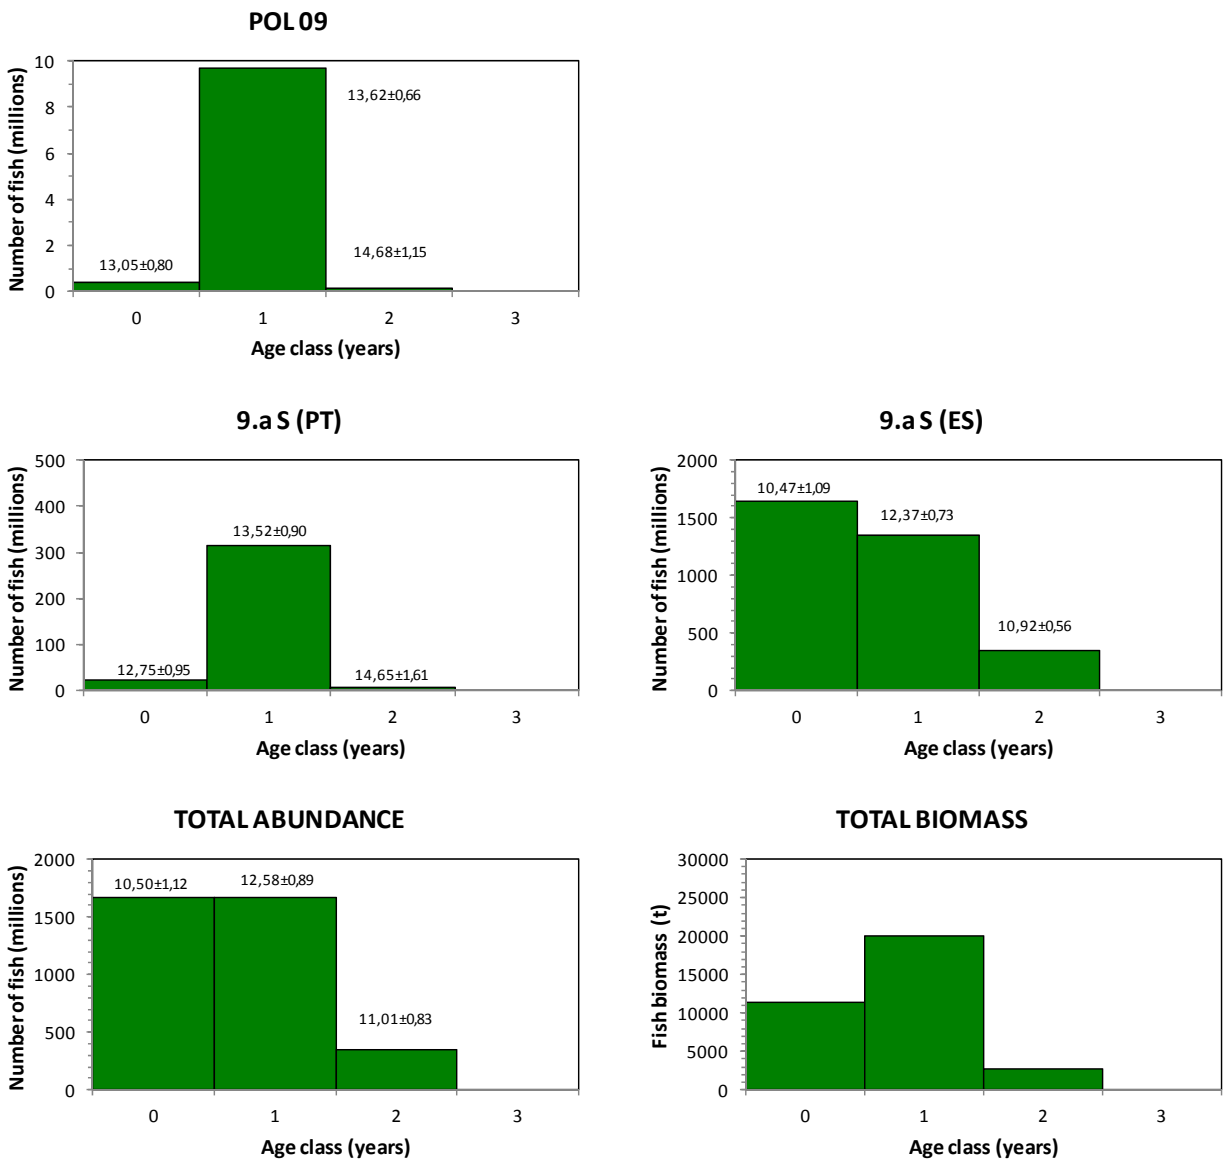 POL 09
Number of fish (millions)
10
8
6
4
2
0
13,05±0,80
13,62±0,66
14,68±1,15
0 1 2 3
Age class (years)
9.a S (PT)
Number of fish (millions)
500
400
300
200
100
0
12,75±0,95
13,52±0,90
14,65±1,61
0 1 2 3
Age class (years)
9.a S (ES)
Number of fish (millions)
2000
1500
1000
500
0
10,47±1,09
12,37±0,73
10,92±0,56
0 1 2 3
Age class (years)
TOTAL ABUNDANCE
Number of fish (millions)
2000
1500
1000
500
0
10,50±1,12
12,58±0,89
11,01±0,83
0 1 2 3
Age class (years)
TOTAL BIOMASS
Fish biomass (t)
30000
25000
20000
15000
10000
5000
0
0 1 2 3
Age class (years)